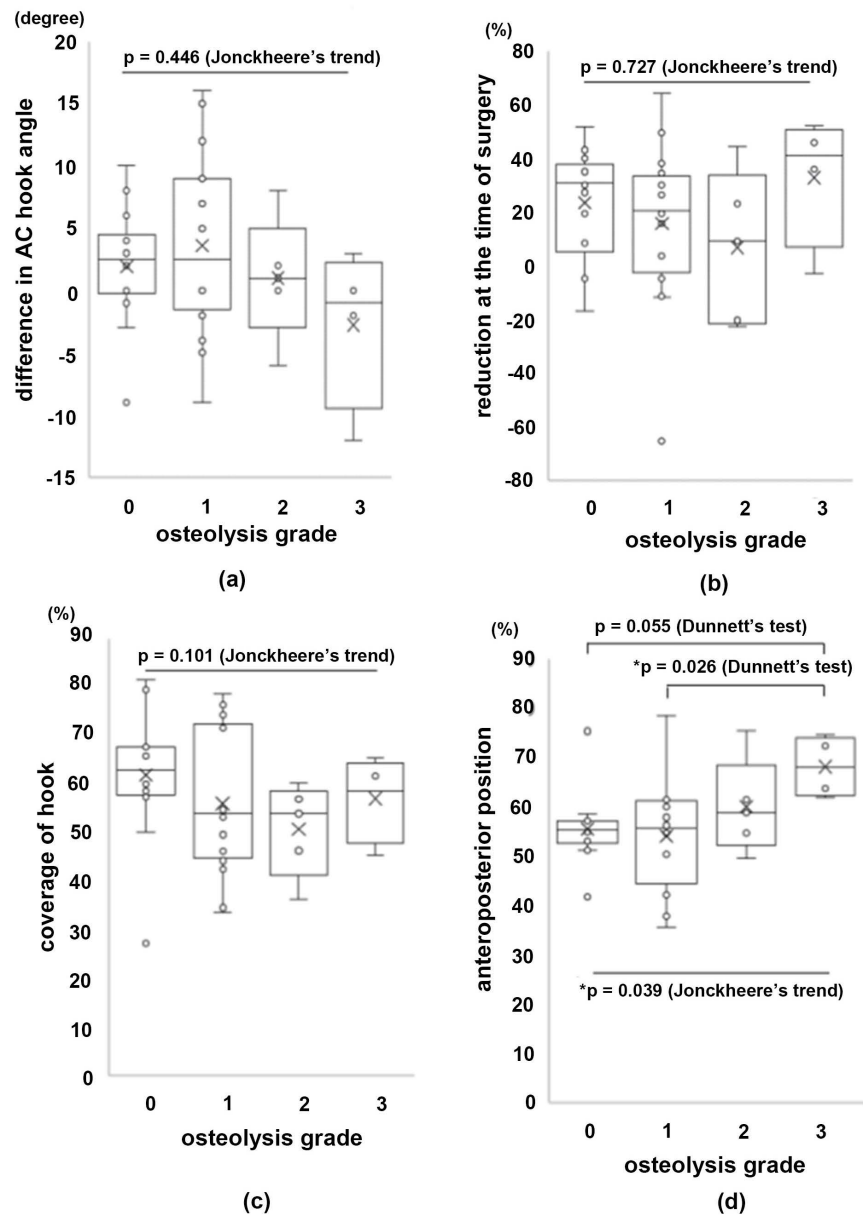 (degree)
difference in AC hook angle
20
15
10
5
0
-5
-10
-15
p = 0.446 (Jonckheere’s trend)
0 1 2 3
osteolysis grade
(a)
(%)
reduction at the time of surgery
80
60
40
20
0
-20
-40
-60
-80
p = 0.727 (Jonckheere’s trend)
0 1 2 3
osteolysis grade
(b)
(%)
coverage of hook
90
80
70
60
50
40
30
20
10
0
p = 0.101 (Jonckheere’s trend)
0 1 2 3
osteolysis grade
(c)
(%)
anteroposterior position
90
80
70
60
50
40
30
20
10
0
p = 0.055 (Dunnett’s test)
*p = 0.026 (Dunnett’s test)
*p = 0.039 (Jonckheere’s trend)
0 1 2 3
osteolysis grade
(d)